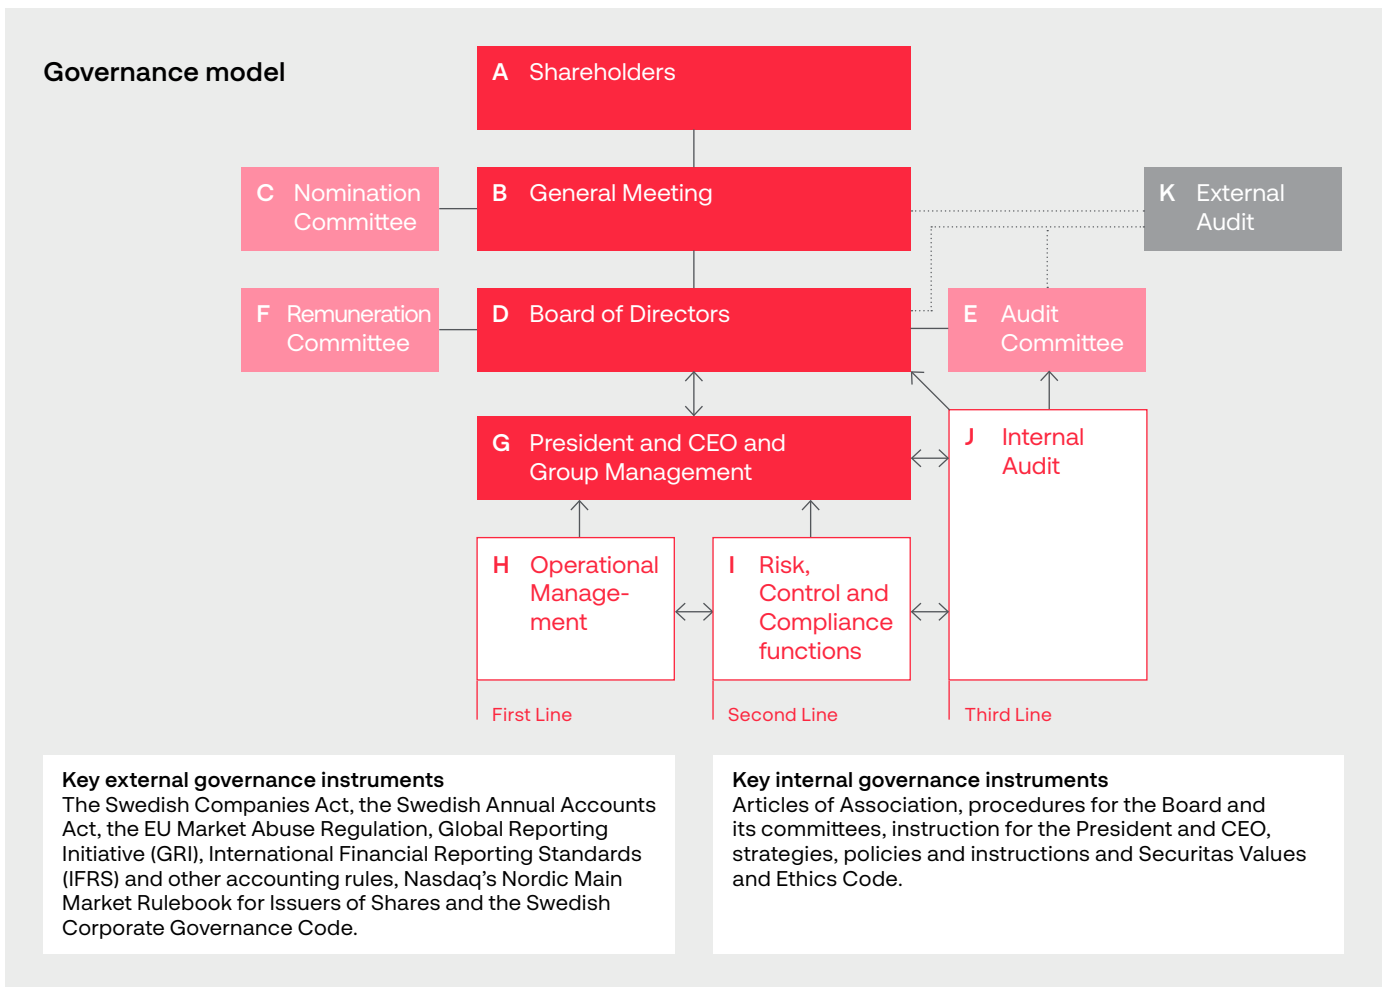 Governance model
A Shareholders
C Nomination
Committee
B General Meeting
K External
Audit
F Remuneration
Committee
D Board of Directors
E Audit
Committee
G President and CEO and
Group Management
J Internal
Audit
H Operational
Manage-
ment
I Risk,
Control and
Compliance
functions
First Line
Second Line
Third Line
Key external governance instruments
The Swedish Companies Act, the Swedish Annual Accounts
Act, the EU Market Abuse Regulation, Global Reporting
Initiative (GRI), International Financial Reporting Standards
(IFRS) and other accounting rules, Nasdaq’s Nordic Main
Market Rulebook for Issuers of Shares and the Swedish
Corporate Governance Code.
Key internal governance instruments
Articles of Association, procedures for the Board and
its committees, instruction for the President and CEO,
strategies, policies and instructions and Securitas Values
and Ethics Code.